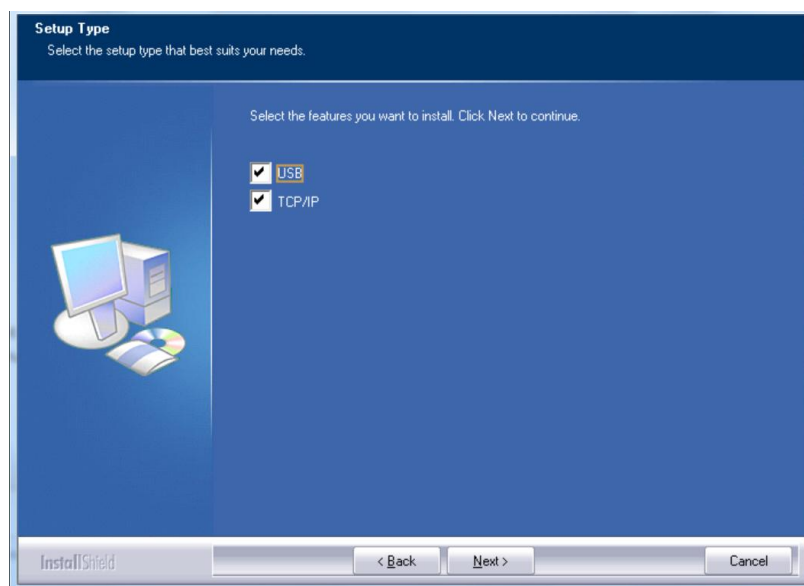 Setup Type
Select the setup type that best suits your needs.
Select the features you want to install. Click Next to continue.
USB
TCP/IP
InstallShield
< Back
Next >
Cancel